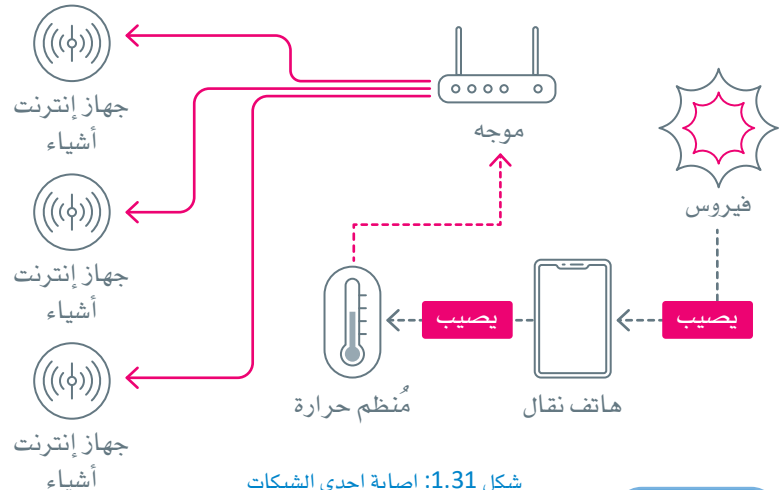 موجه
فيروس
يصيب
هاتف نقال
يصيب
مُنظم حرارة
جهاز إنترنت
أشياء
جهاز إنترنت
أشياء
جهاز إنترنت
أشياء
شكل 1.31: إصابة إحدى الشبكات